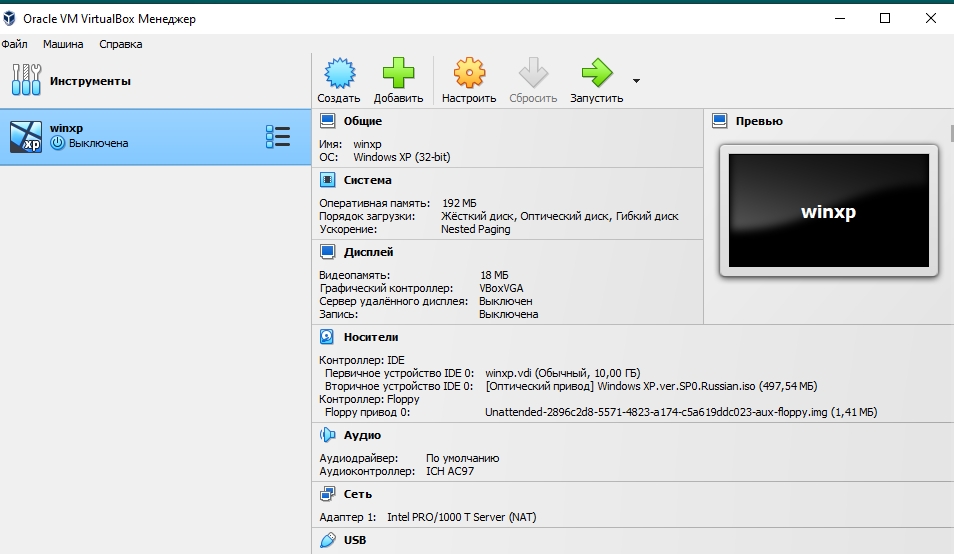 Oracle VM VirtualBox Менеджер
Файл Машина Справка
Инструменты
Создать Добавить Настроить Сбросить Запустить
winxp
Выключена
xp
Общие
Имя: winxp
ОС: Windows XP (32-bit)
Превью
winxp
Система
Оперативная память: 192 МБ
Порядок загрузки: Жёсткий диск, Оптический диск, Гибкий диск
Ускорение: Nested Paging
Дисплей
Видеопамять: 18 МБ
Графический контроллер: VBoxVGA
Сервер удалённого дисплея: Выключен
Запись: Выключена
Носители
Контроллер: IDE
Первичное устройство IDE 0: winxp.vdi (Обычный, 10,00 ГБ)
Вторичное устройство IDE 0: [Оптический привод] Windows XP.ver.SP0.Russian.iso (497,54 МБ)
Контроллер: Floppy
Floppy привод 0: Unattended-2896c2d8-5571-4823-a174-c5a619ddc023-aux-floppy.img (1,41 МБ)
Аудио
Аудиодрайвер: По умолчанию
Аудиоконтроллер: ICH AC97
Сеть
Адаптер 1: Intel PRO/1000 T Server (NAT)
USB